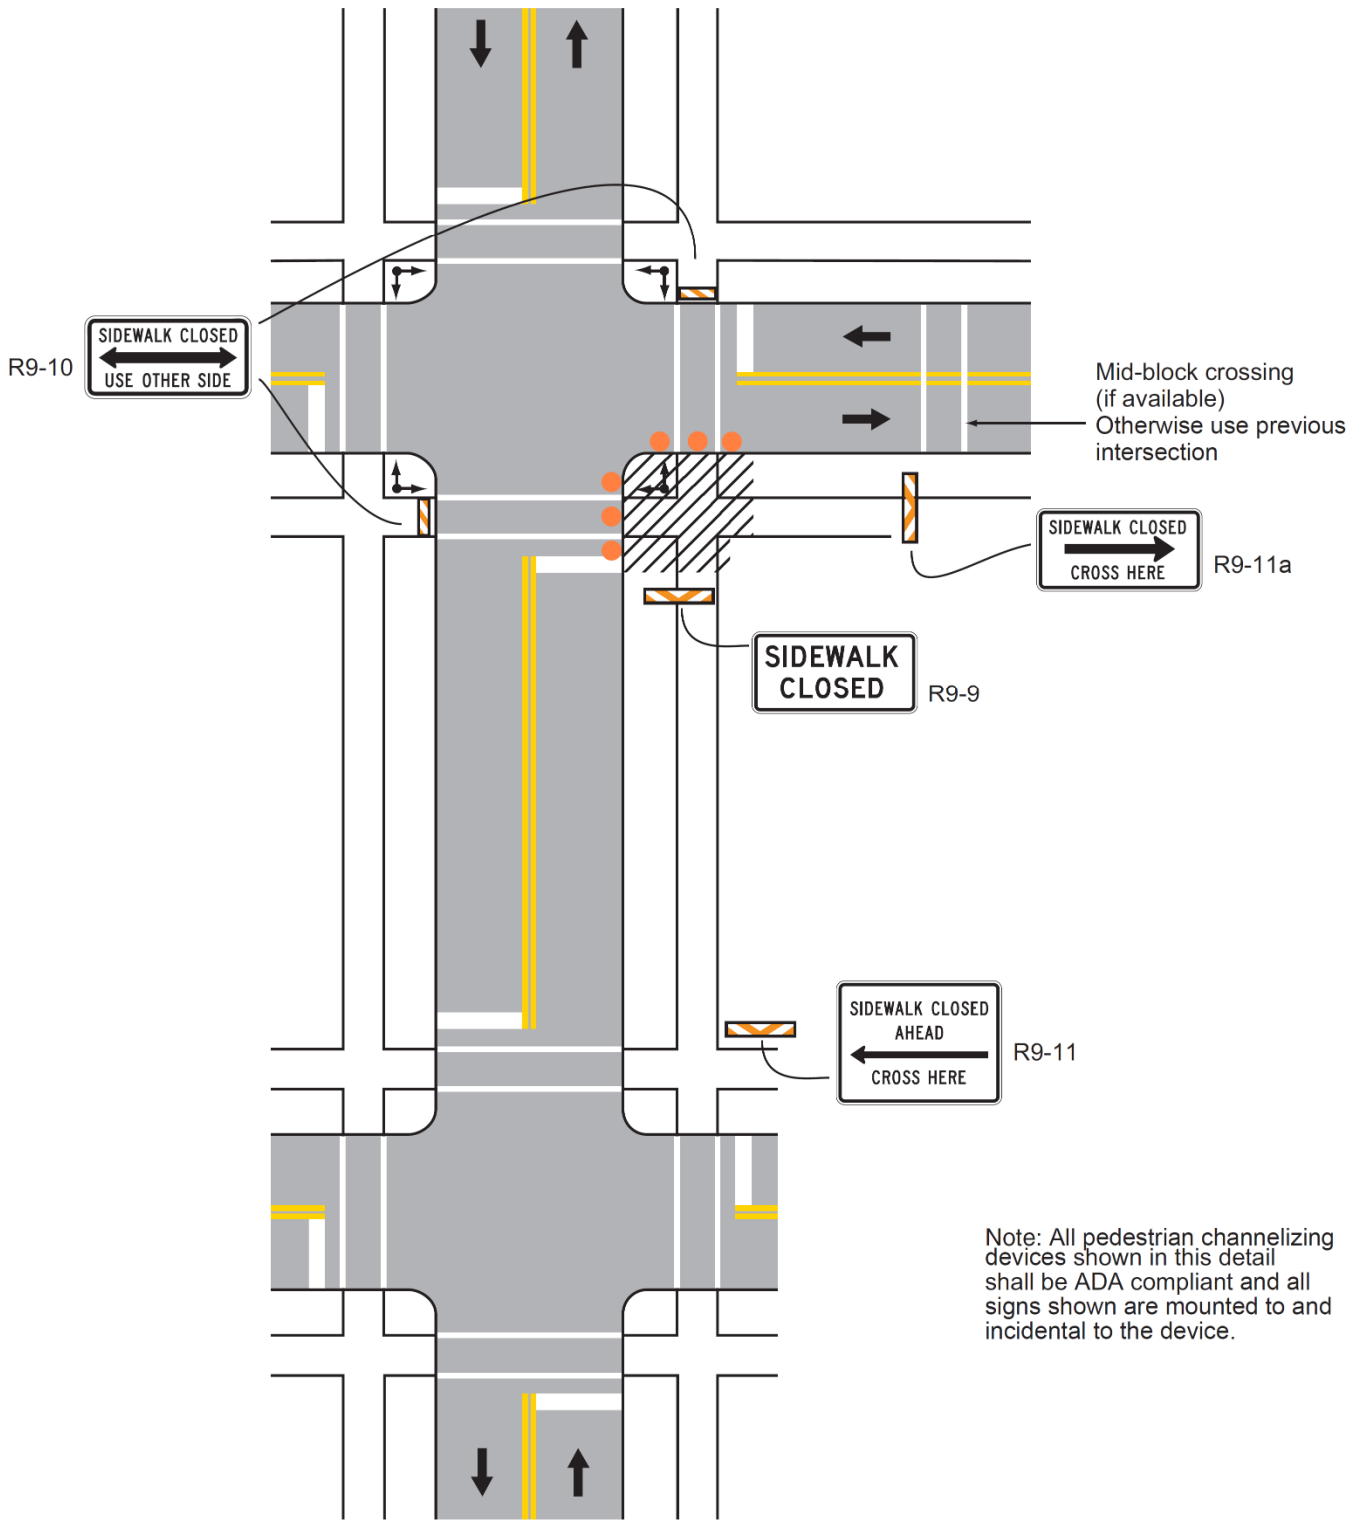 R9-10
SIDEWALK CLOSED
USE OTHER SIDE
Mid-block crossing
(if available)
Otherwise use previous
intersection
SIDEWALK CLOSED
CROSS HERE
R9-11a
SIDEWALK
CLOSED
R9-9
SIDEWALK CLOSED
AHEAD
CROSS HERE
R9-11
Note: All pedestrian channelizing
devices shown in this detail
shall be ADA compliant and all
signs shown are mounted to and
incidental to the device.